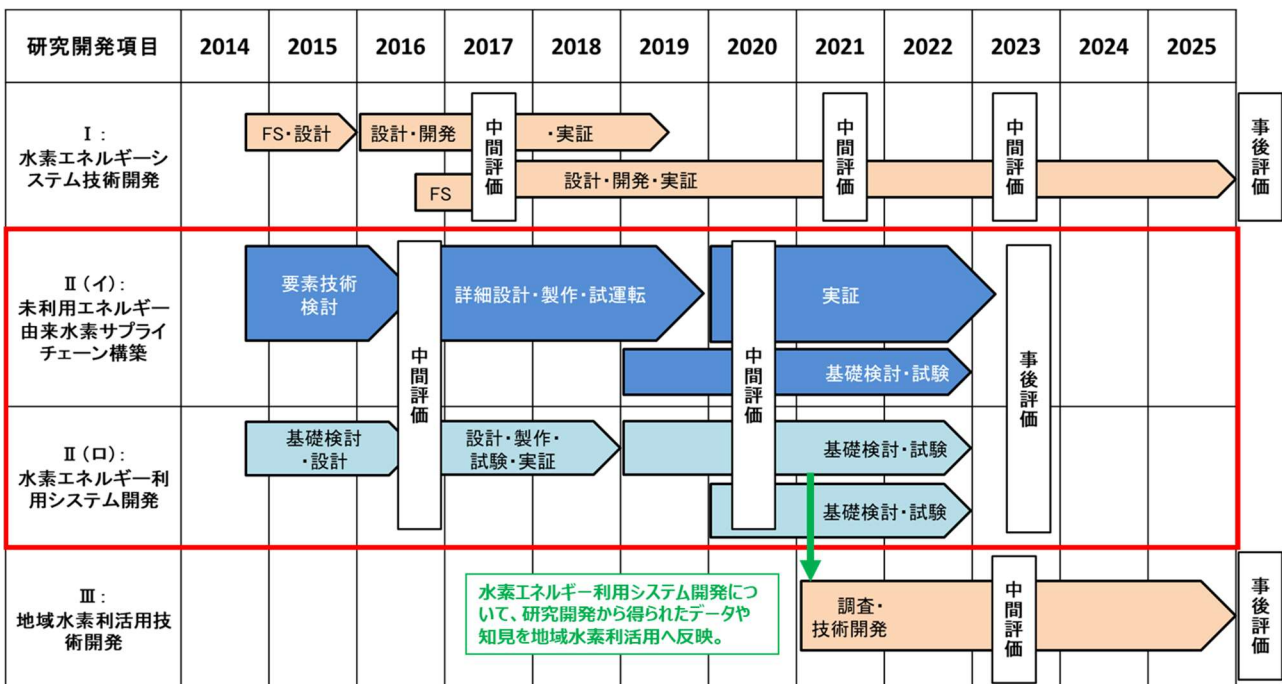 研究開発項目 2014 2015 2016 2017 2018 2019 2020 2021 2022 2023 2024 2025
Ⅰ：
水素エネルギーシ
ステム技術開発
FS・設計
設計・開発
・実証
FS
設計・開発・実証
中間評価
中間評価
中間評価
事後評価
Ⅱ（イ）：
未利用エネルギー
由来水素サプライ
チェーン構築
要素技術
検討
詳細設計・製作・試運転
実証
基礎検討・試験
中間評価
中間評価
事後評価
Ⅱ（ロ）：
水素エネルギー利
用システム開発
基礎検討
・設計
設計・製作・
試験・実証
基礎検討・試験
基礎検討・試験
Ⅲ：
地域水素利活用技
術開発
水素エネルギー利用システム開発につ
いて、研究開発から得られたデータや
知見を地域水素利活用へ反映。
調査・
技術開発
中間評価
事後評価